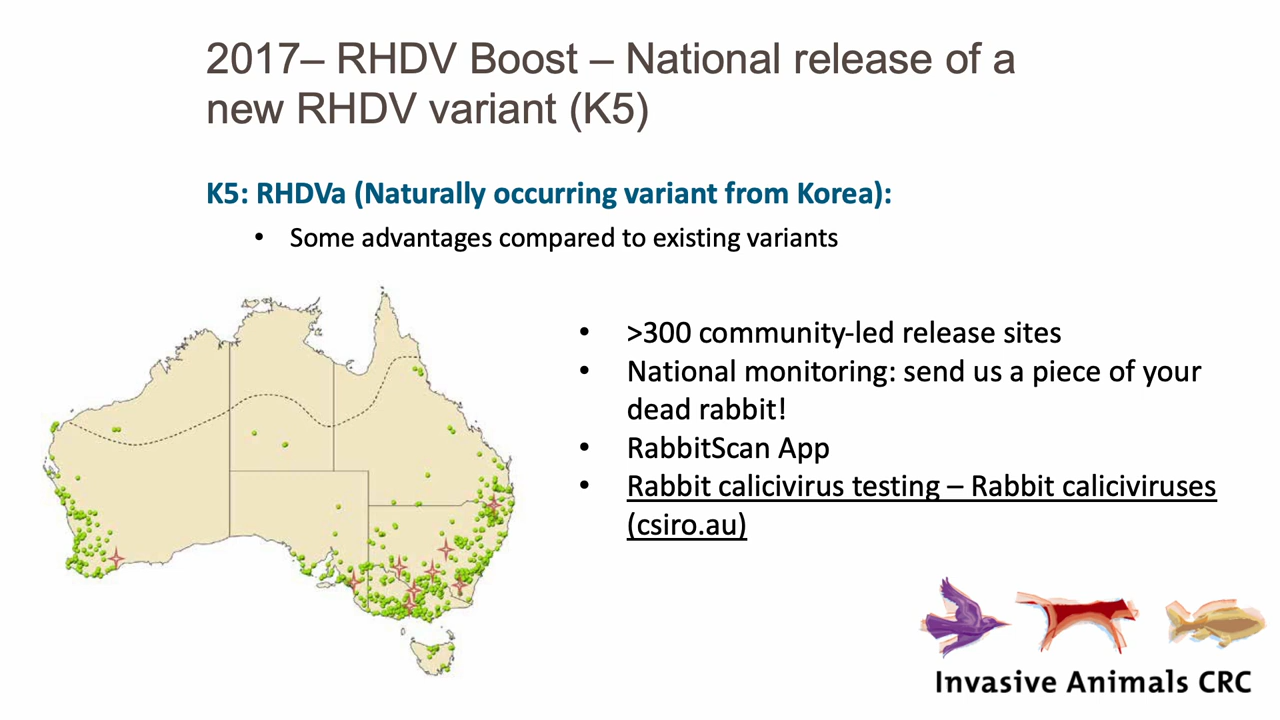 2017– RHDV Boost – National release of a
new RHDV variant (K5)
K5: RHDVa (Naturally occurring variant from Korea):
• Some advantages compared to existing variants
• >300 community-led release sites
• National monitoring: send us a piece of your
dead rabbit!
• RabbitScan App
• Rabbit calicivirus testing – Rabbit caliciviruses
(csiro.au)
Invasive Animals CRC